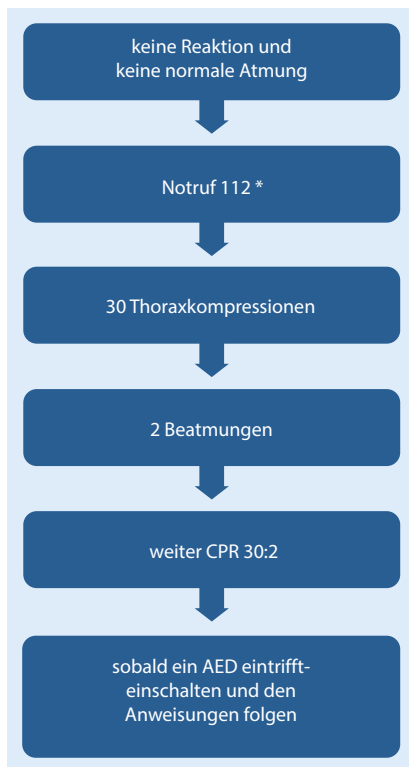 keine Reaktion und
keine normale Atmung
Notruf 112 *
30 Thoraxkompressionen
2 Beatmungen
weiter CPR 30:2
sobald ein AED eintrifft-
einschalten und den
Anweisungen folgen